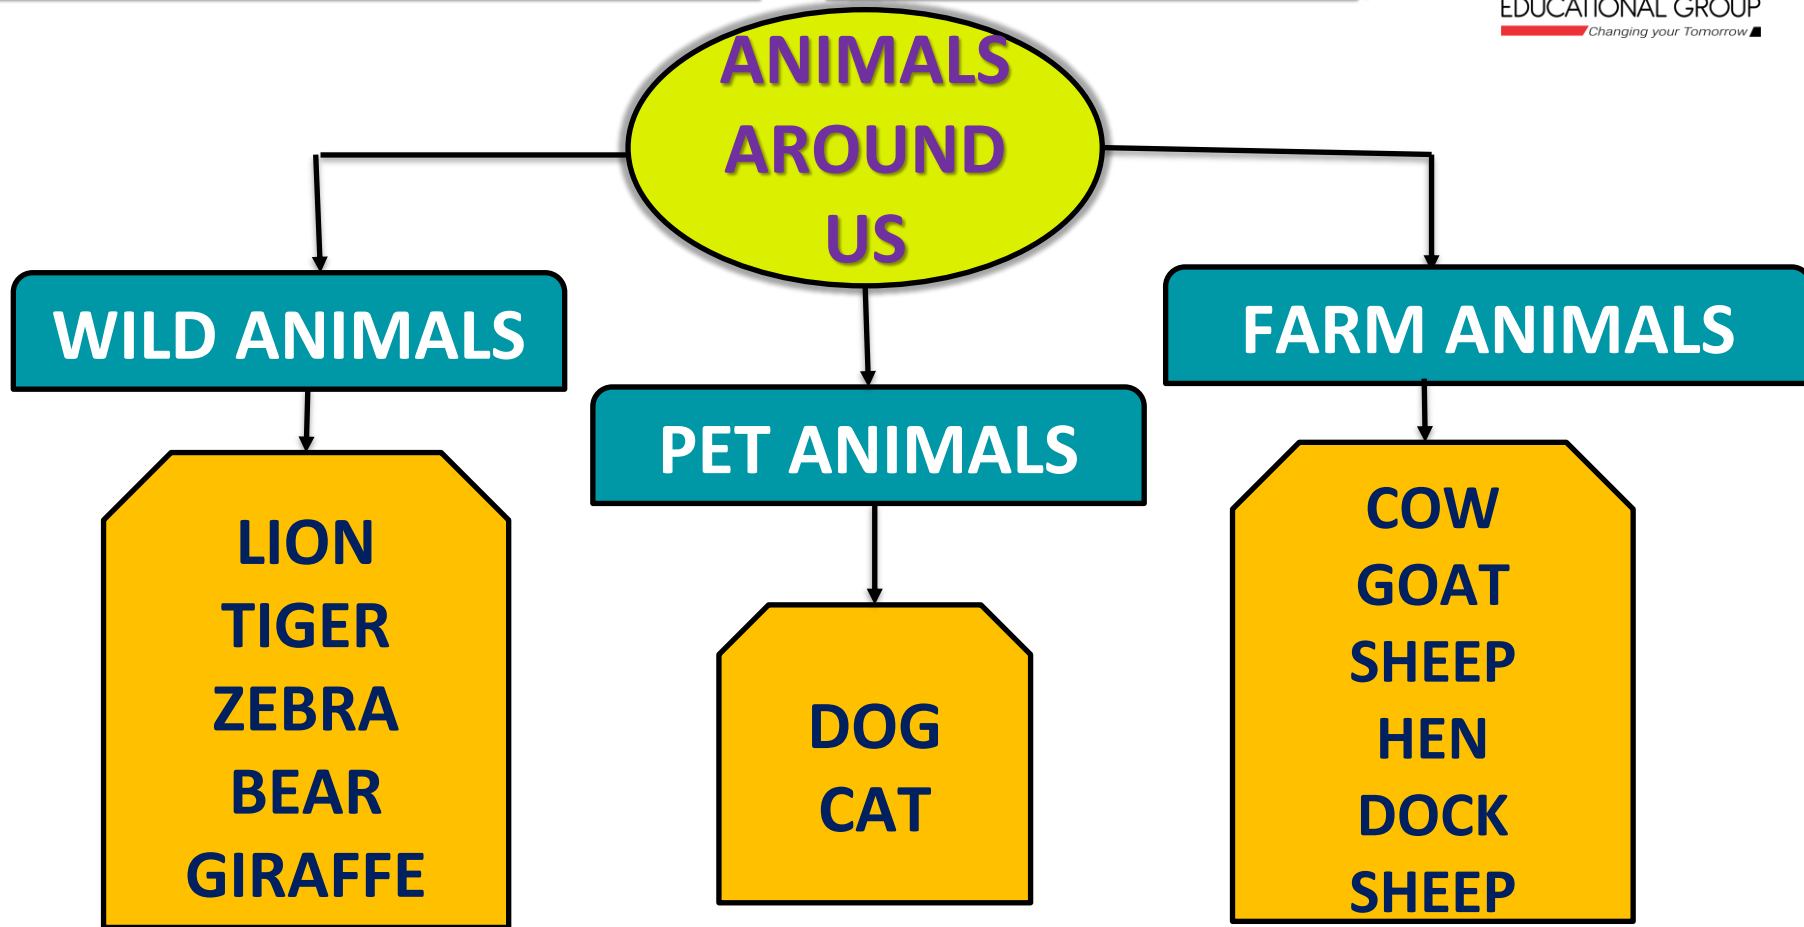 EDUCATIONAL GROUP
Changing your Tomorrow
ANIMALS
AROUND
US
WILD ANIMALS
PET ANIMALS
FARM ANIMALS
LION
TIGER
ZEBRA
BEAR
GIRAFFE
DOG
CAT
COW
GOAT
SHEEP
HEN
DOCK
SHEEP